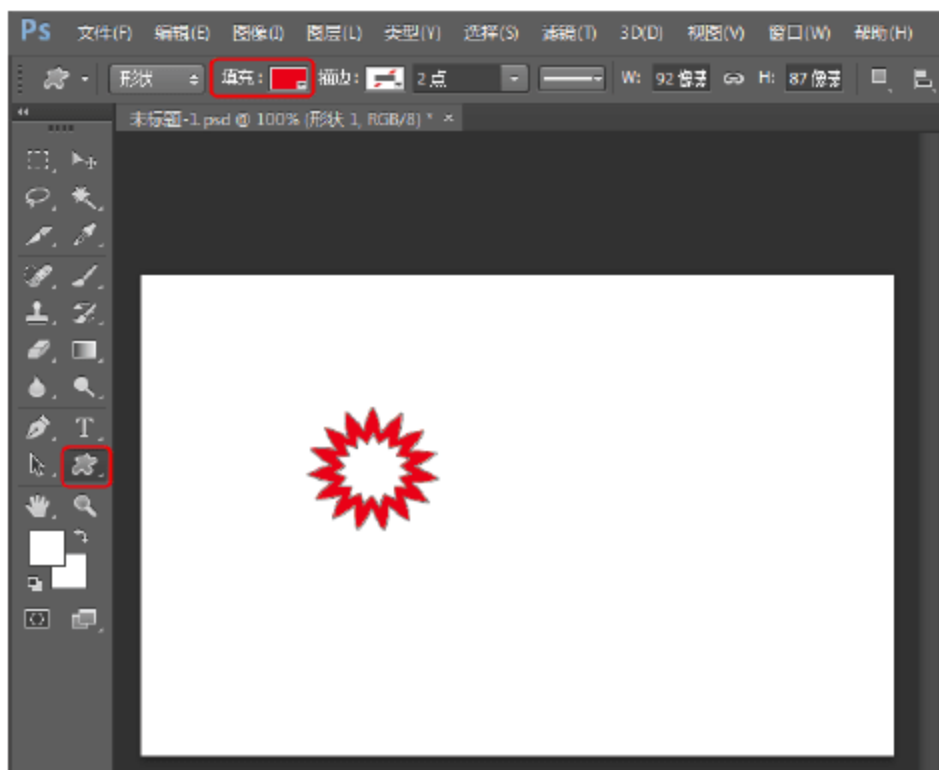 Ps 文件(F) 编辑(E) 图像(I) 图层(L) 类型(Y) 选择(S) 滤镜(T) 3D(D) 视图(V) 窗口(W) 帮助(H)
形状 填充: 描边: 2点 W: 92 像素 H: 87 像素
未标题-1.psd @ 100% (形状 1, RGB/8) * ×
T